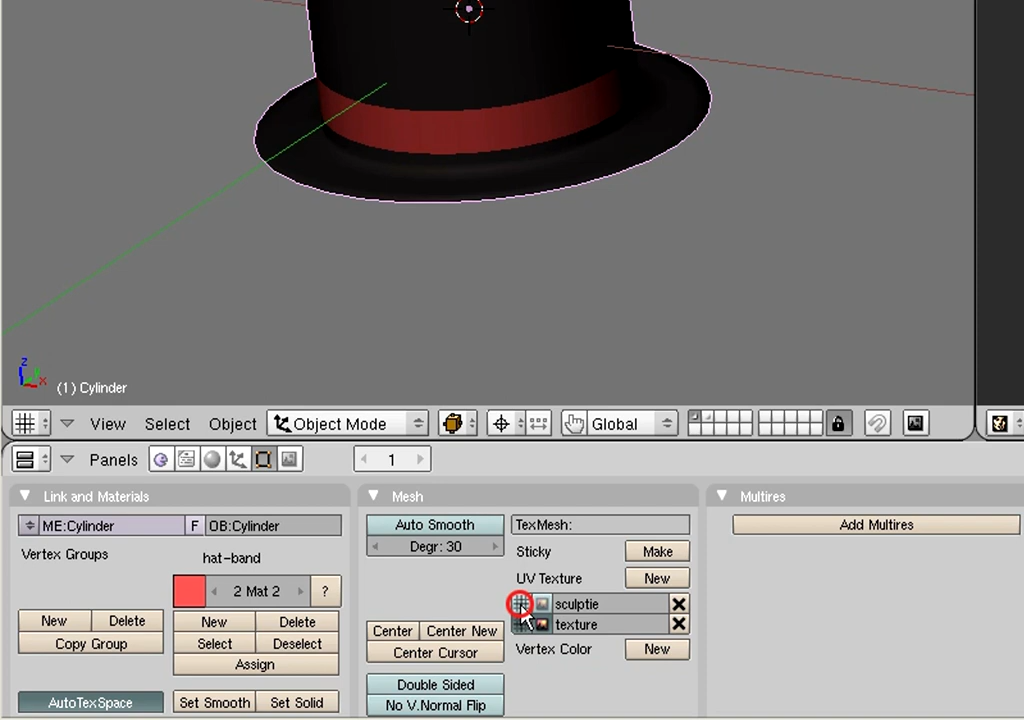 z
x
(1) Cylinder
View Select Object Object Mode Global
Panels 1
Link and Materials
ME:Cylinder F OB:Cylinder
Vertex Groups
hat-band
2 Mat 2 ?
New Delete
New Delete
Copy Group
Select Deselect
Assign
AutoTexSpace
Set Smooth Set Solid
Mesh
Auto Smooth
Degr: 30
Center Center New
Center Cursor
Double Sided
No V.Normal Flip
TexMesh:
Sticky Make
UV Texture New
sculptie
texture
Vertex Color New
Multires
Add Multires